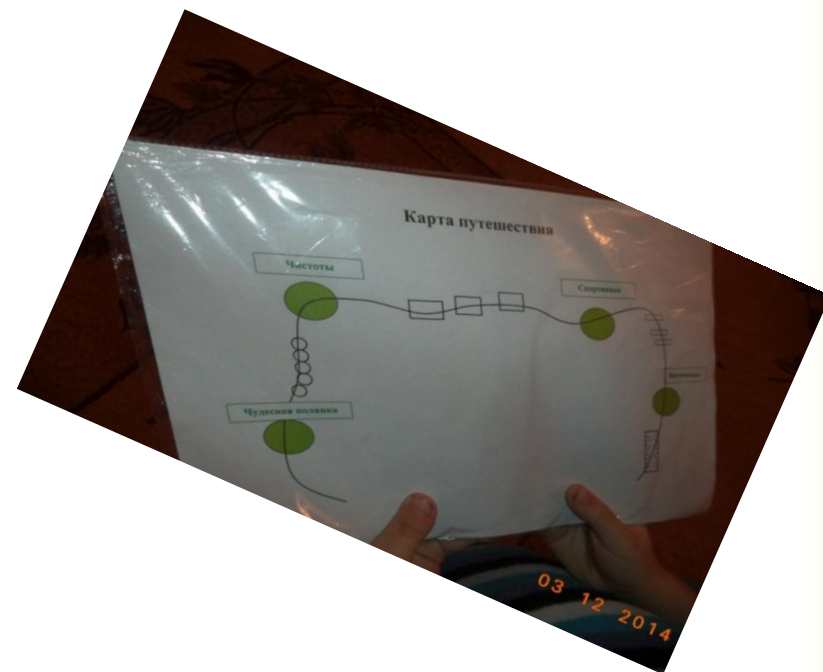 Карта путешествия
Чистоты
Спортивная
Чудесная полянка
03 12 2014